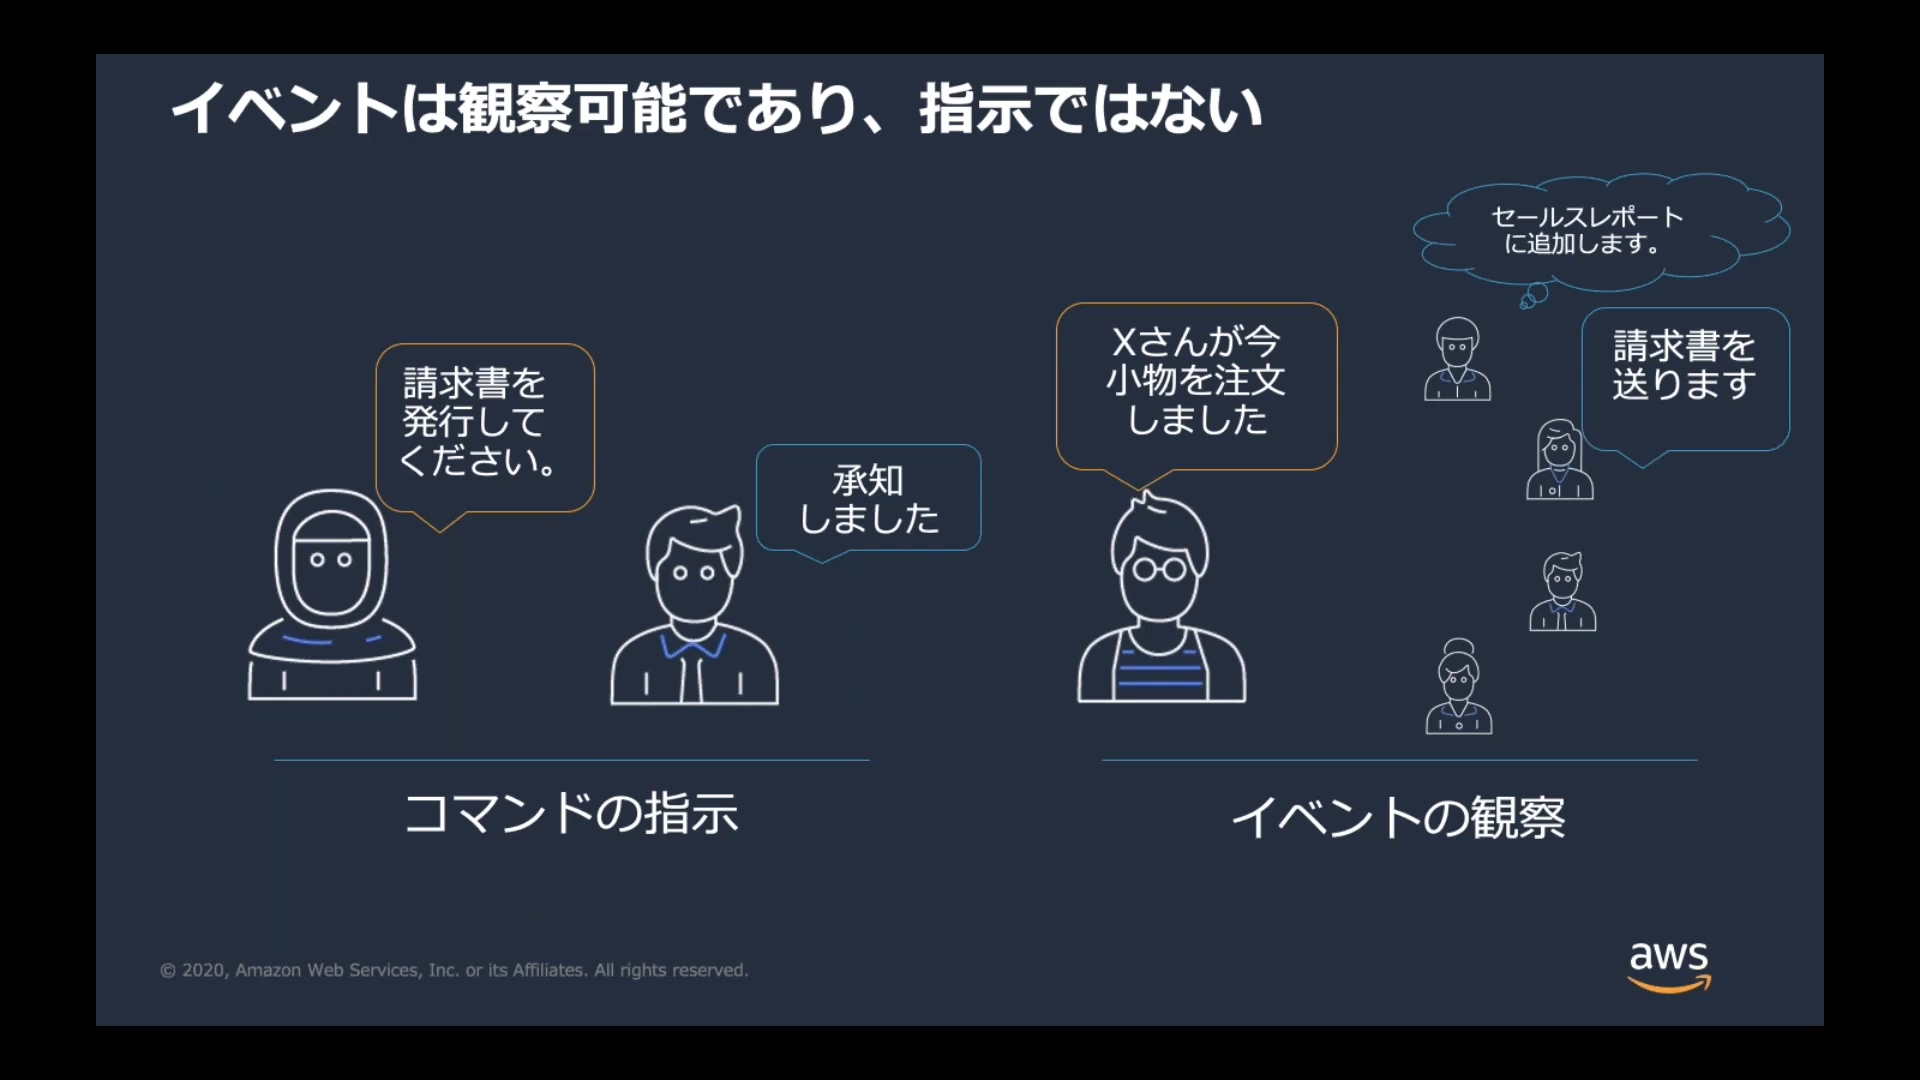 イベントは観察可能であり、指示ではない
請求書を
発行して
ください。
承知
しました
コマンドの指示
Xさんが今
小物を注文
しました
セールスレポート
に追加します。
請求書を
送ります
イベントの観察
© 2020, Amazon Web Services, Inc. or its Affiliates. All rights reserved.
aws